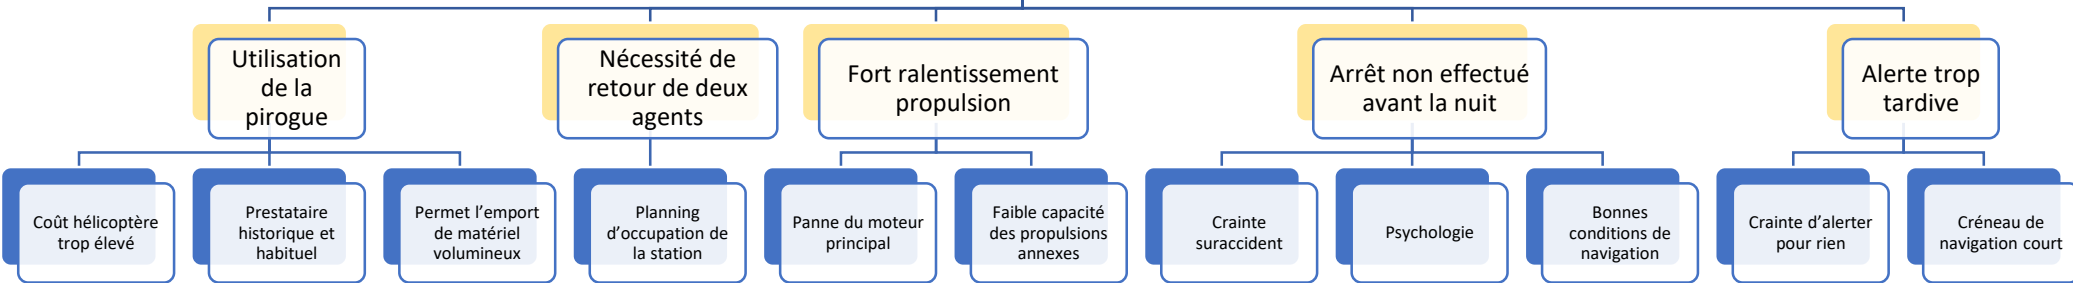 Utilisation
de la
pirogue
Nécessité de
retour de deux
agents
Fort ralentissement
propulsion
Arrêt non effectué
avant la nuit
Alerte trop
tardive
Coût hélicoptère
trop élevé
Prestataire
historique et
habituel
Permet l’emport
de matériel
volumineux
Planning
d’occupation de
la station
Panne du moteur
principal
Faible capacité
des propulsions
annexes
Crainte
suraccident
Psychologie
Bonnes
conditions de
navigation
Crainte d’alerter
pour rien
Créneau de
navigation court